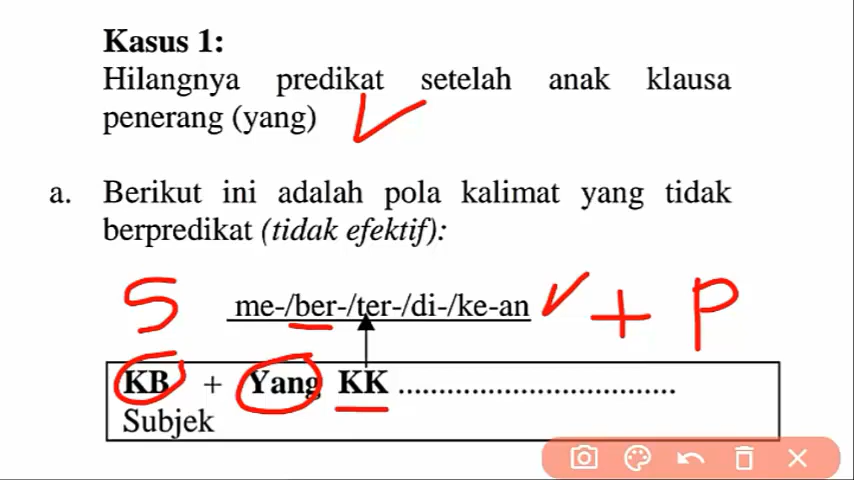 Kasus 1:
Hilangnya predikat setelah anak klausa
penerang (yang)
a. Berikut ini adalah pola kalimat yang tidak
berpredikat (tidak efektif):
S me-/ber-/ter-/di-/ke-an + P
KB + Yang KK ..................................
Subjek